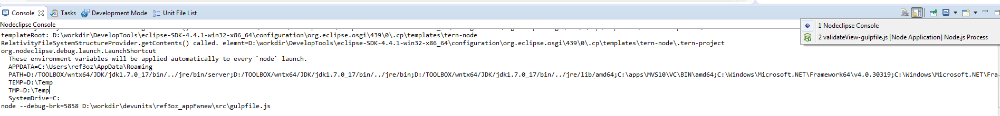 Console
Tasks
Development Mode
Unit File List
Nodeclipse Console
1 Nodeclipse Console
2 validateView-gulpfile.js [Node Application] Node.js Process
templateRoot: D:\workdir\DevelopTools\eclipse-SDK-4.4.1-win32-x86_64\configuration\org.eclipse.osgi\439\0\.cp\templates\tern-node
RelativityFileSystemStructureProvider.getContents() called. elemnt=D:\workdir\DevelopTools\eclipse-SDK-4.4.1-win32-x86_64\configuration\org.eclipse.osgi\439\0\.cp\templates\tern-node\.tern-project
org.nodeclipse.debug.launch.LaunchShortcut
These environment variables will be applied automatically to every `node` launch.
APPDATA=C:\Users\ref3oz\AppData\Roaming
PATH=D:/TOOLBOX/wntx64/JDK/jdk1.7.0_17/bin/../jre/bin/server;D:/TOOLBOX/wntx64/JDK/jdk1.7.0_17/bin/../jre/bin;D:/TOOLBOX/wntx64/JDK/jdk1.7.0_17/bin/../jre/lib/amd64;C:\apps\MVS10\VC\BIN\amd64;C:\Windows\Microsoft.NET\Framework64\v4.0.30319;C:\Windows\Microsoft.NET\Fra
TEMP=D:\Temp
TMP=D:\Temp
SystemDrive=C:
node --debug-brk=5858 D:\workdir\devunits\ref3oz_appFwnew\src\gulpfile.js